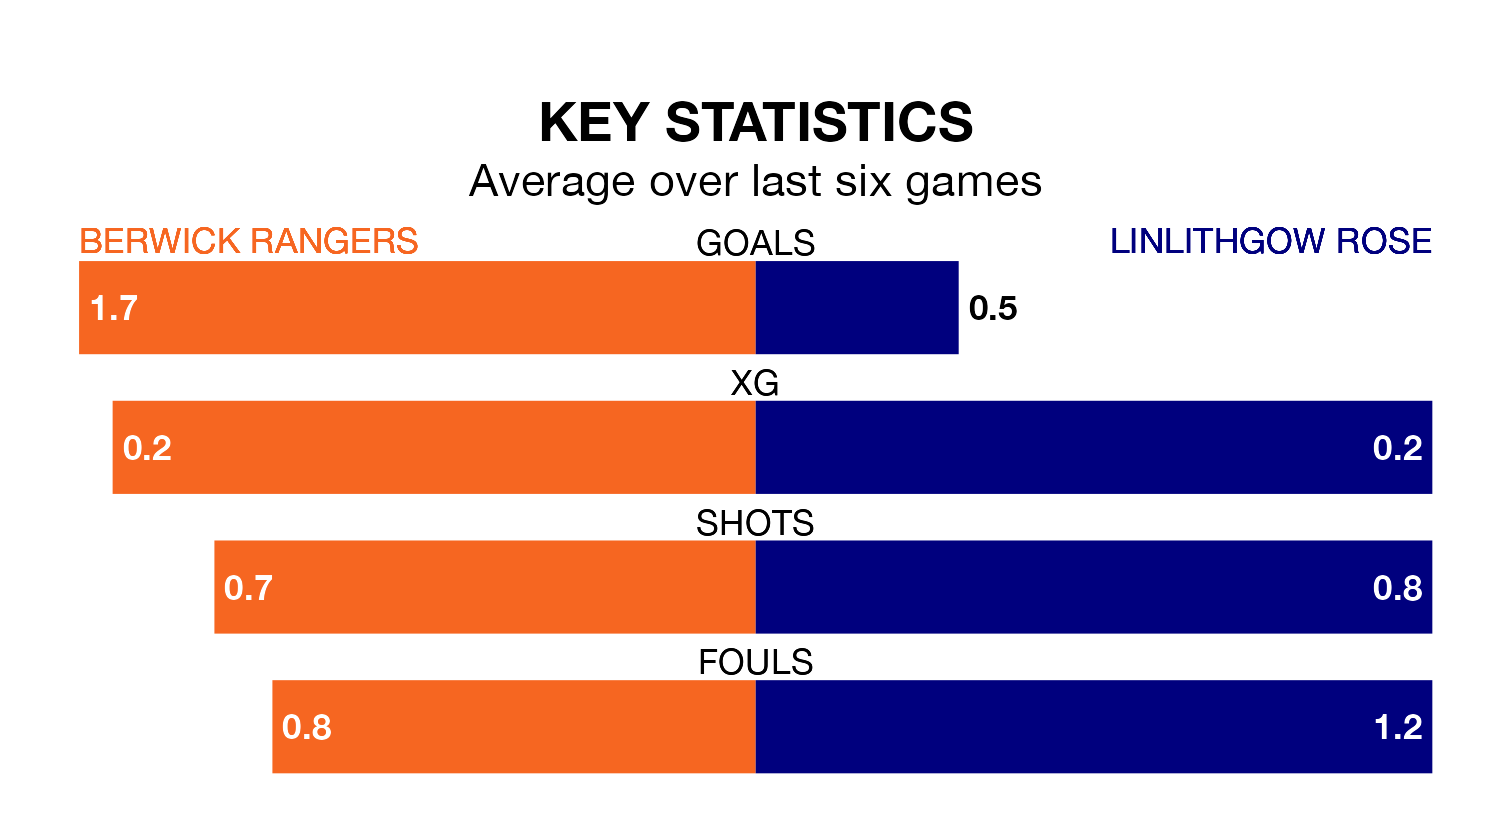 KEY STATISTICS
Average over last six games
BERWICK RANGERS GOALS LINLITHGOW ROSE
1.7 0.5
XG
0.2 0.2
SHOTS
0.7 0.8
FOULS
0.8 1.2